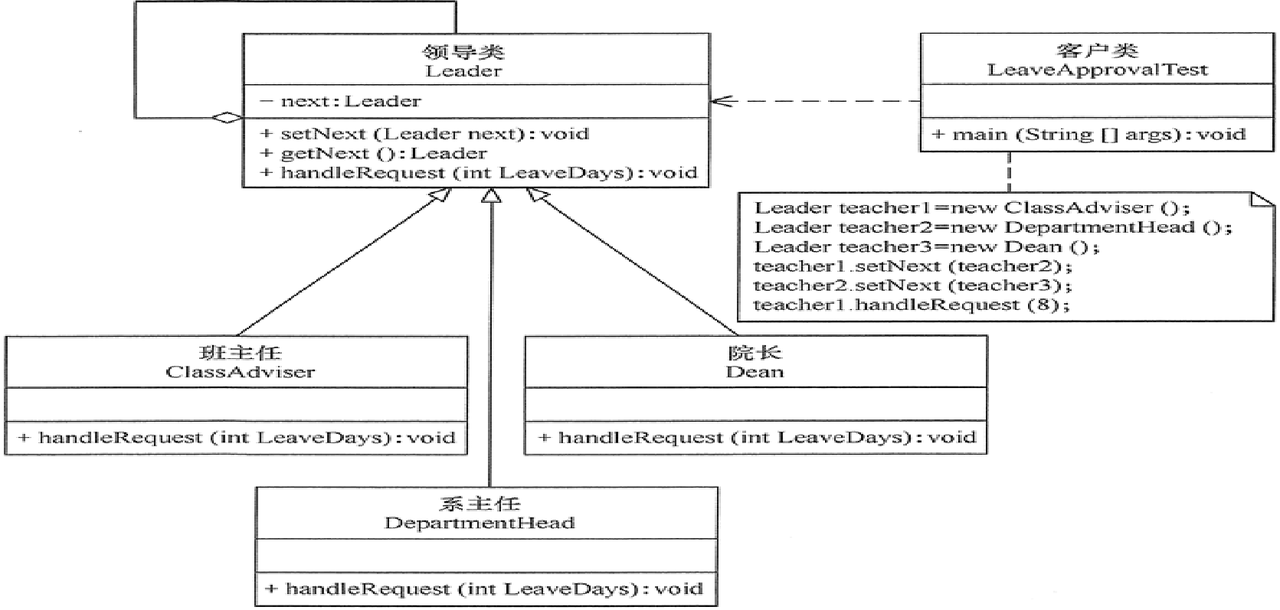 领导类
Leader
− next:Leader
+ setNext (Leader next):void
+ getNext ():Leader
+ handleRequest (int LeaveDays):void
客户类
LeaveApprovalTest
+ main (String [] args):void
Leader teacher1=new ClassAdviser ();
Leader teacher2=new DepartmentHead ();
Leader teacher3=new Dean ();
teacher1.setNext (teacher2);
teacher2.setNext (teacher3);
teacher1.handleRequest (8);
班主任
ClassAdviser
+ handleRequest (int LeaveDays):void
院长
Dean
+ handleRequest (int LeaveDays):void
系主任
DepartmentHead
+ handleRequest (int LeaveDays):void